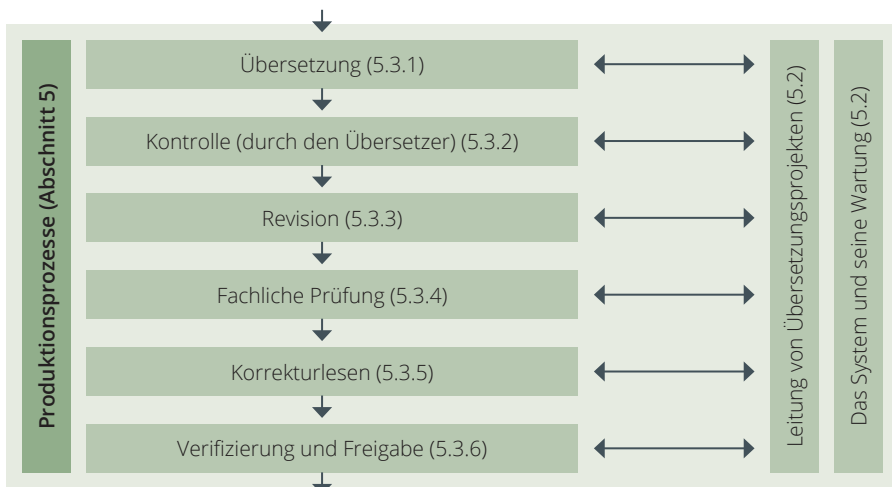 Produktionsprozesse (Abschnitt 5)
Übersetzung (5.3.1)
Kontrolle (durch den Übersetzer) (5.3.2)
Revision (5.3.3)
Fachliche Prüfung (5.3.4)
Korrekturlesen (5.3.5)
Verifizierung und Freigabe (5.3.6)
Leitung von Übersetzungsprojekten (5.2)
Das System und seine Wartung (5.2)